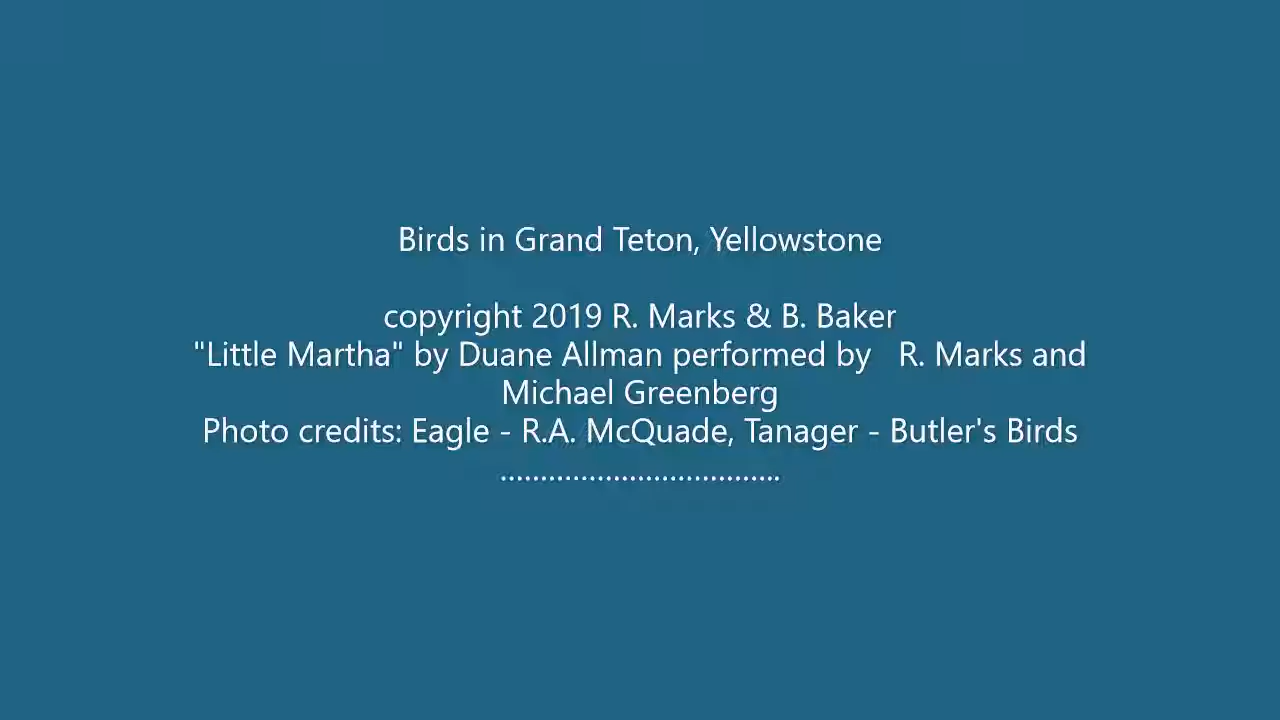 Birds in Grand Teton, Yellowstone
copyright 2019 R. Marks & B. Baker
"Little Martha" by Duane Allman performed by   R. Marks and
Michael Greenberg
Photo credits: Eagle - R.A. McQuade, Tanager - Butler's Birds
..................................